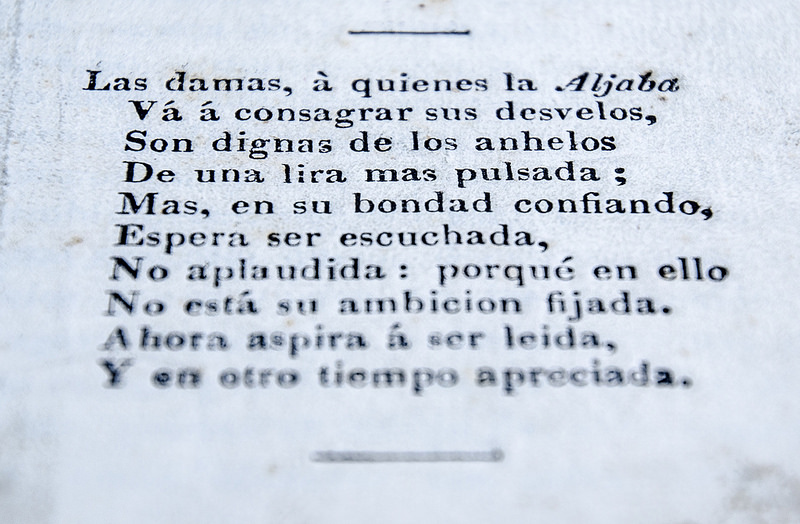 Las damas, à quienes la Aljaba
Vá á consagrar sus desvelos,
Son dignas de los anhelos
De una lira mas pulsada ;
Mas, en su bondad confiando,
Espera ser escuchada,
No aplaudida : porqué en ello
No está su ambicion fijada.
Ahora aspira á ser leida,
Y en otro tiempo apreciada.